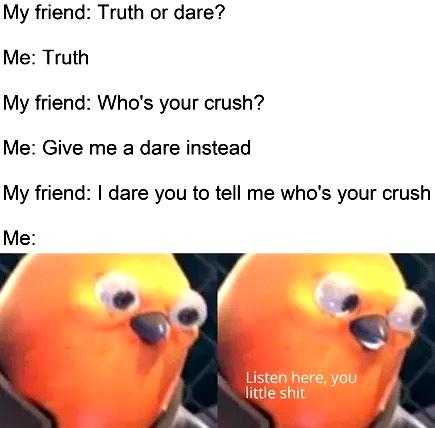 My friend: Truth or dare?
Me: Truth
My friend: Who's your crush?
Me: Give me a dare instead
My friend: I dare you to tell me who's your crush
Me:
Listen here, you
little shit